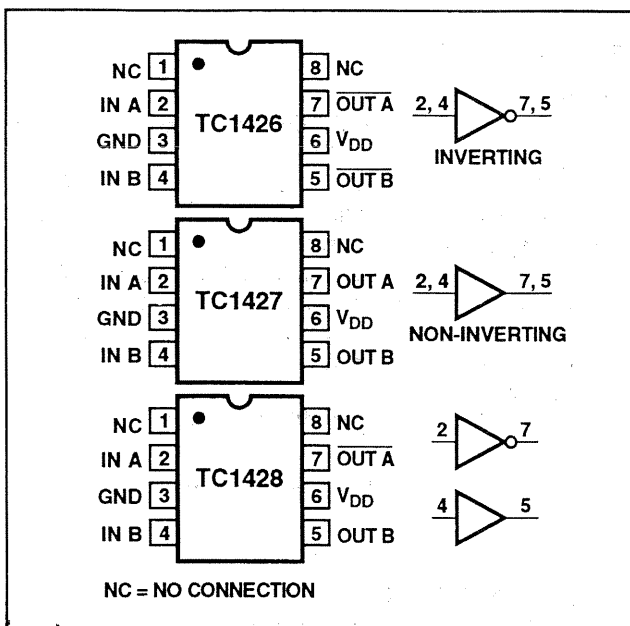 NC 1 8 NC
IN A 2 7 OUT A
GND 3 TC1426 6 VDD
IN B 4 5 OUT B
2, 4 7, 5
INVERTING
NC 1 8 NC
IN A 2 7 OUT A
GND 3 TC1427 6 VDD
IN B 4 5 OUT B
2, 4 7, 5
NON-INVERTING
NC 1 8 NC
IN A 2 7 OUT A
GND 3 TC1428 6 VDD
IN B 4 5 OUT B
2 7
4 5
NC = NO CONNECTION